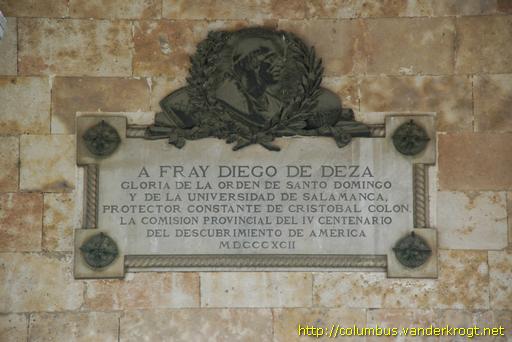 A FRAY DIEGO DE DEZA
GLORIA DE LA ORDEN DE SANTO DOMINGO
Y DE LA UNIVERSIDAD DE SALAMANCA,
PROTECTOR CONSTANTE DE CRISTOBAL COLON.
LA COMISION PROVINCIAL DEL IV CENTENARIO
DEL DESCUBRIMIENTO DE AMERICA
M.D.CCCXCII
http://columbus.vanderkrogt.net